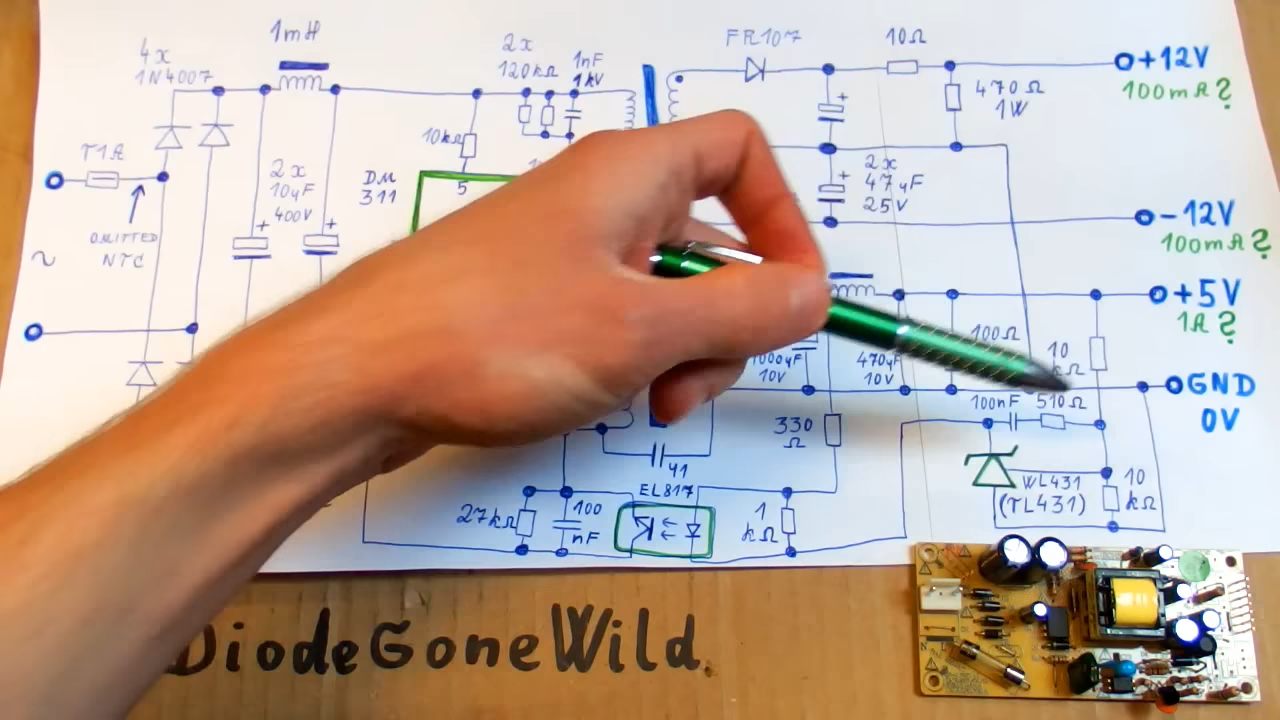 4x
1N4007
1mH
2x
120kΩ
1nF
1kV
FR107
10Ω
+12V
100mA?
470Ω
1W
T1A
10kΩ
DM
311
5
2x
10µF
400V
OMITTED
NTC
~
2x
47µF
25V
-12V
100mA?
+5V
1A?
100Ω
10
kΩ
1000µF
10V
470µF
10V
GND
0V
100nF
510Ω
330
Ω
Y1
WL431
(TL431)
10
kΩ
EL817
27kΩ
100
nF
1
kΩ
DiodeGoneWild